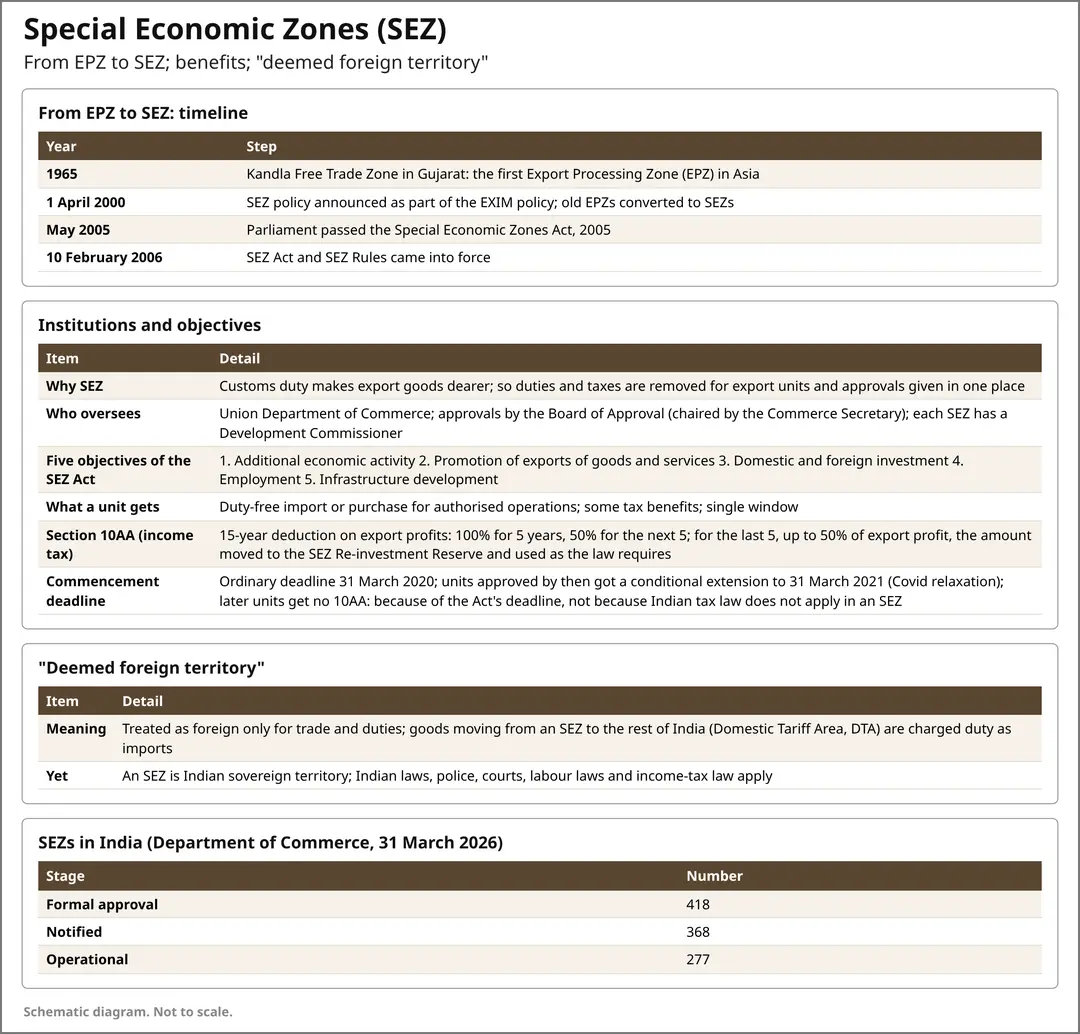 Special Economic Zones (SEZ)
From EPZ to SEZ; benefits; "deemed foreign territory"
From EPZ to SEZ: timeline
Year Step
1965 Kandla Free Trade Zone in Gujarat: the first Export Processing Zone (EPZ) in Asia
1 April 2000 SEZ policy announced as part of the EXIM policy; old EPZs converted to SEZs
May 2005 Parliament passed the Special Economic Zones Act, 2005
10 February 2006 SEZ Act and SEZ Rules came into force
Institutions and objectives
Item Detail
Why SEZ Customs duty makes export goods dearer; so duties and taxes are removed for export units and approvals given in one place
Who oversees Union Department of Commerce; approvals by the Board of Approval (chaired by the Commerce Secretary); each SEZ has a
Development Commissioner
Five objectives of the 1. Additional economic activity 2. Promotion of exports of goods and services 3. Domestic and foreign investment 4.
SEZ Act Employment 5. Infrastructure development
What a unit gets Duty-free import or purchase for authorised operations; some tax benefits; single window
Section 10AA (income 15-year deduction on export profits: 100% for 5 years, 50% for the next 5; for the last 5, up to 50% of export profit, the amount
tax) moved to the SEZ Re-investment Reserve and used as the law requires
Commencement Ordinary deadline 31 March 2020; units approved by then got a conditional extension to 31 March 2021 (Covid relaxation);
deadline later units get no 10AA: because of the Act's deadline, not because Indian tax law does not apply in an SEZ
"Deemed foreign territory"
Item Detail
Meaning Treated as foreign only for trade and duties; goods moving from an SEZ to the rest of India (Domestic Tariff Area, DTA) are charged duty as
imports
Yet An SEZ is Indian sovereign territory; Indian laws, police, courts, labour laws and income-tax law apply
SEZs in India (Department of Commerce, 31 March 2026)
Stage Number
Formal approval 418
Notified 368
Operational 277
Schematic diagram. Not to scale.